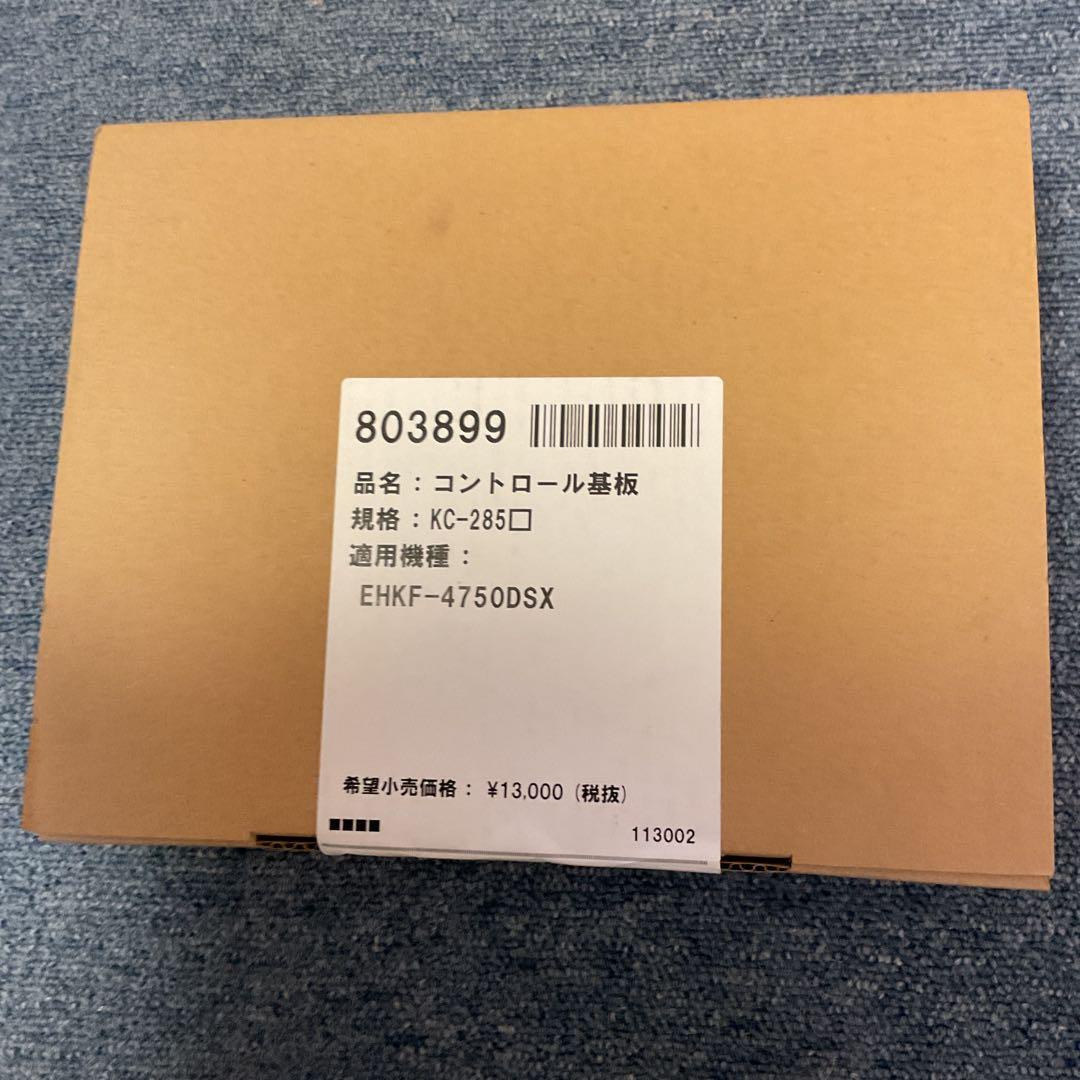 803899
品名：コントロール基板
規格：KC-285□
適用機種：
EHKF-4750DSX
希望小売価格： ¥13,000 (税抜)
■■■■
113002